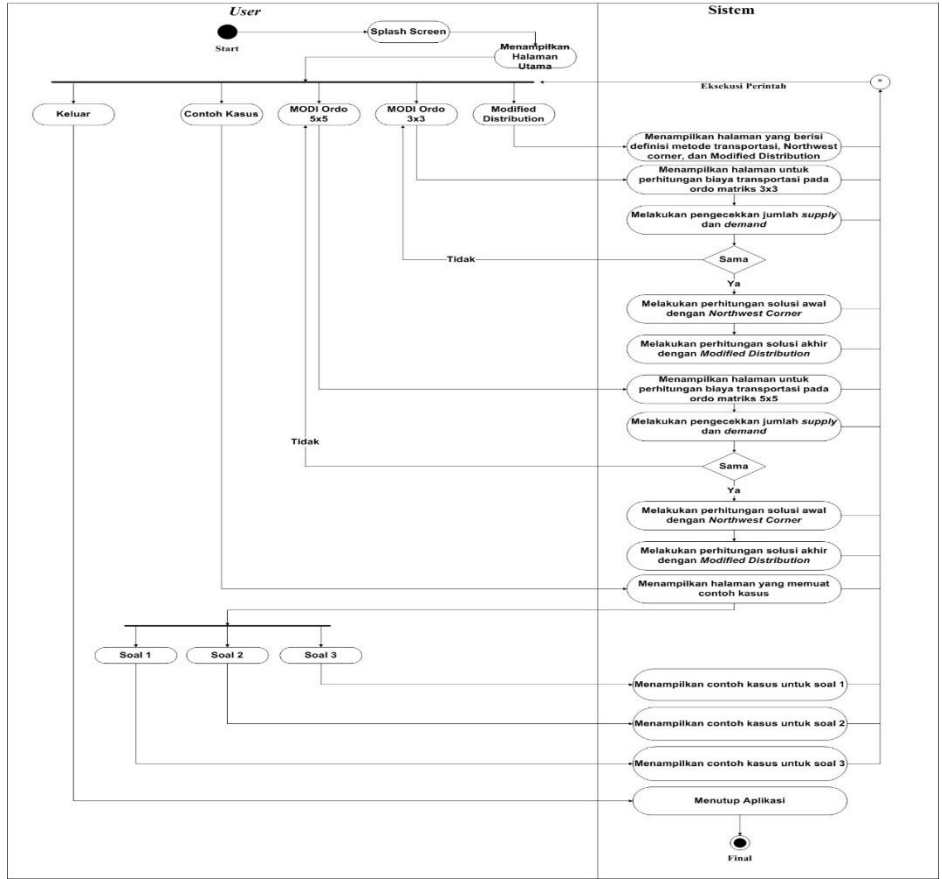 User
Sistem
Start
Splash Screen
Menampilkan
Halaman
Utama
Eksekusi Perintah
*
Keluar
Contoh Kasus
MODI Ordo
5x5
MODI Ordo
3x3
Modified
Distribution
Menampilkan halaman yang berisi
definisi metode transportasi, Northwest
corner, dan Modified Distribution
Menampilkan halaman untuk
perhitungan biaya transportasi pada
ordo matriks 3x3
Melakukan pengecekkan jumlah supply
dan demand
Tidak
Sama
Ya
Melakukan perhitungan solusi awal
dengan Northwest Corner
Melakukan perhitungan solusi akhir
dengan Modified Distribution
Menampilkan halaman untuk
perhitungan biaya transportasi pada
ordo matriks 5x5
Melakukan pengecekkan jumlah supply
dan demand
Tidak
Sama
Ya
Melakukan perhitungan solusi awal
dengan Northwest Corner
Melakukan perhitungan solusi akhir
dengan Modified Distribution
Menampilkan halaman yang memuat
contoh kasus
Soal 1
Soal 2
Soal 3
Menampilkan contoh kasus untuk soal 1
Menampilkan contoh kasus untuk soal 2
Menampilkan contoh kasus untuk soal 3
Menutup Aplikasi
Final